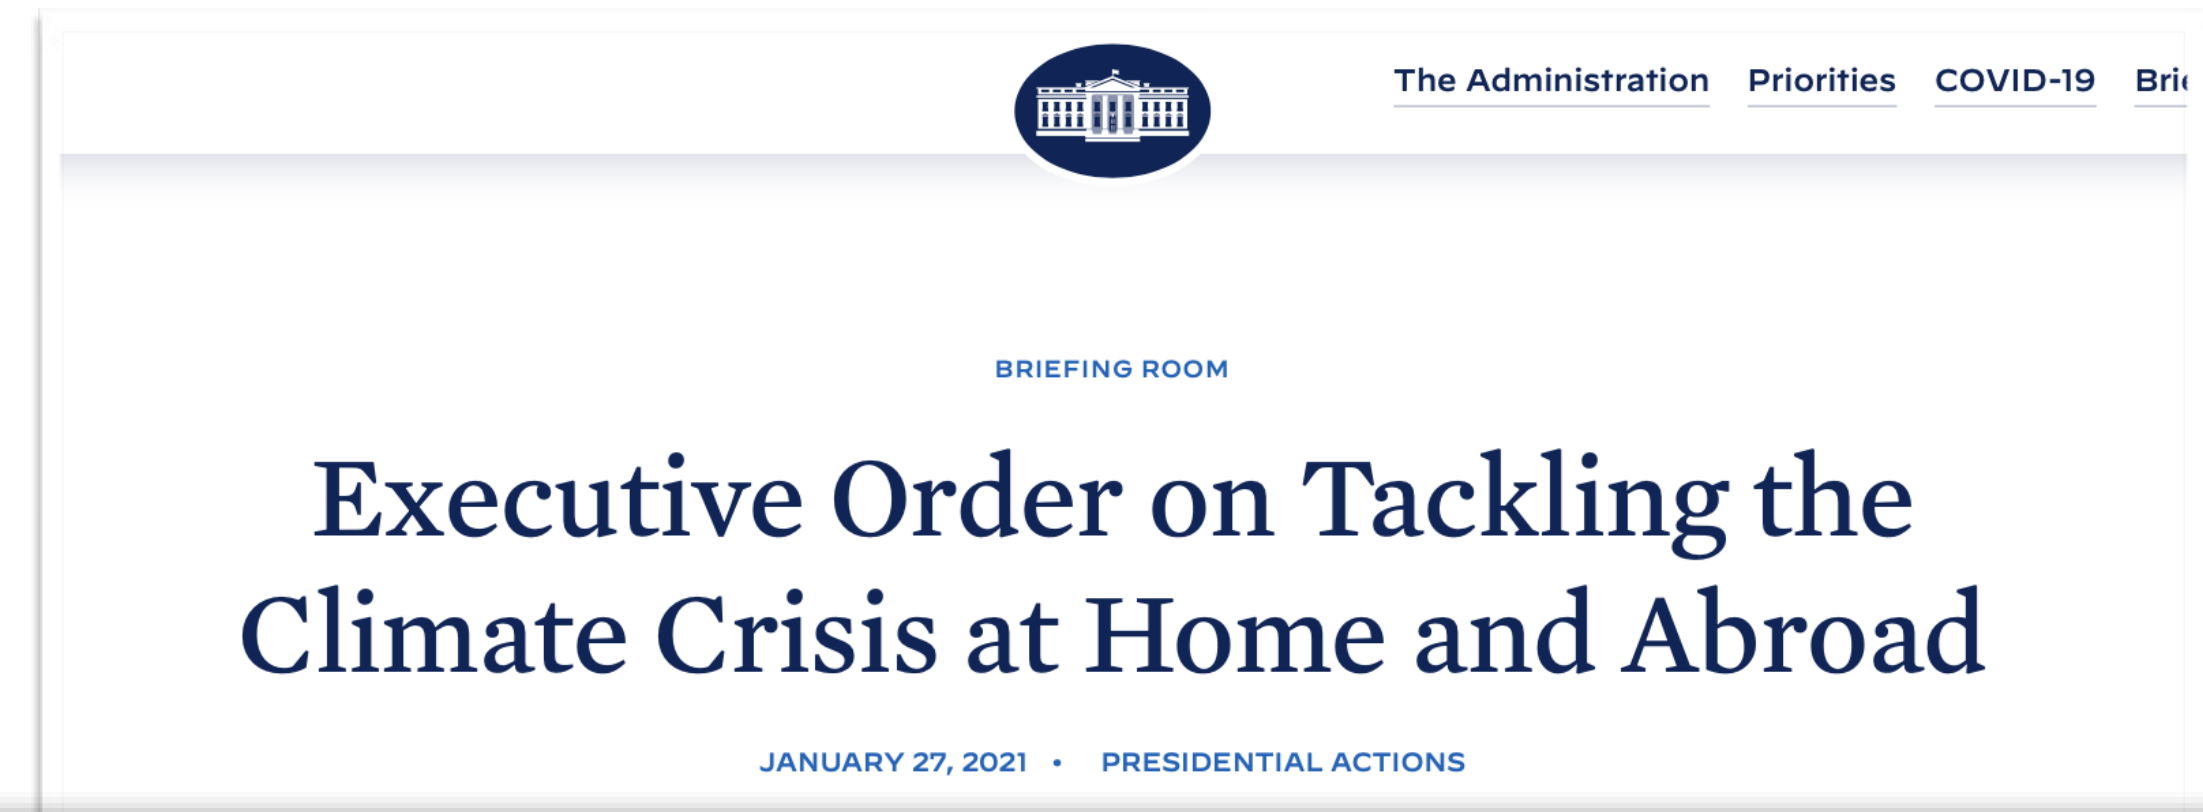 The Administration Priorities COVID-19 Brie
BRIEFING ROOM
Executive Order on Tackling the
Climate Crisis at Home and Abroad
JANUARY 27, 2021 • PRESIDENTIAL ACTIONS